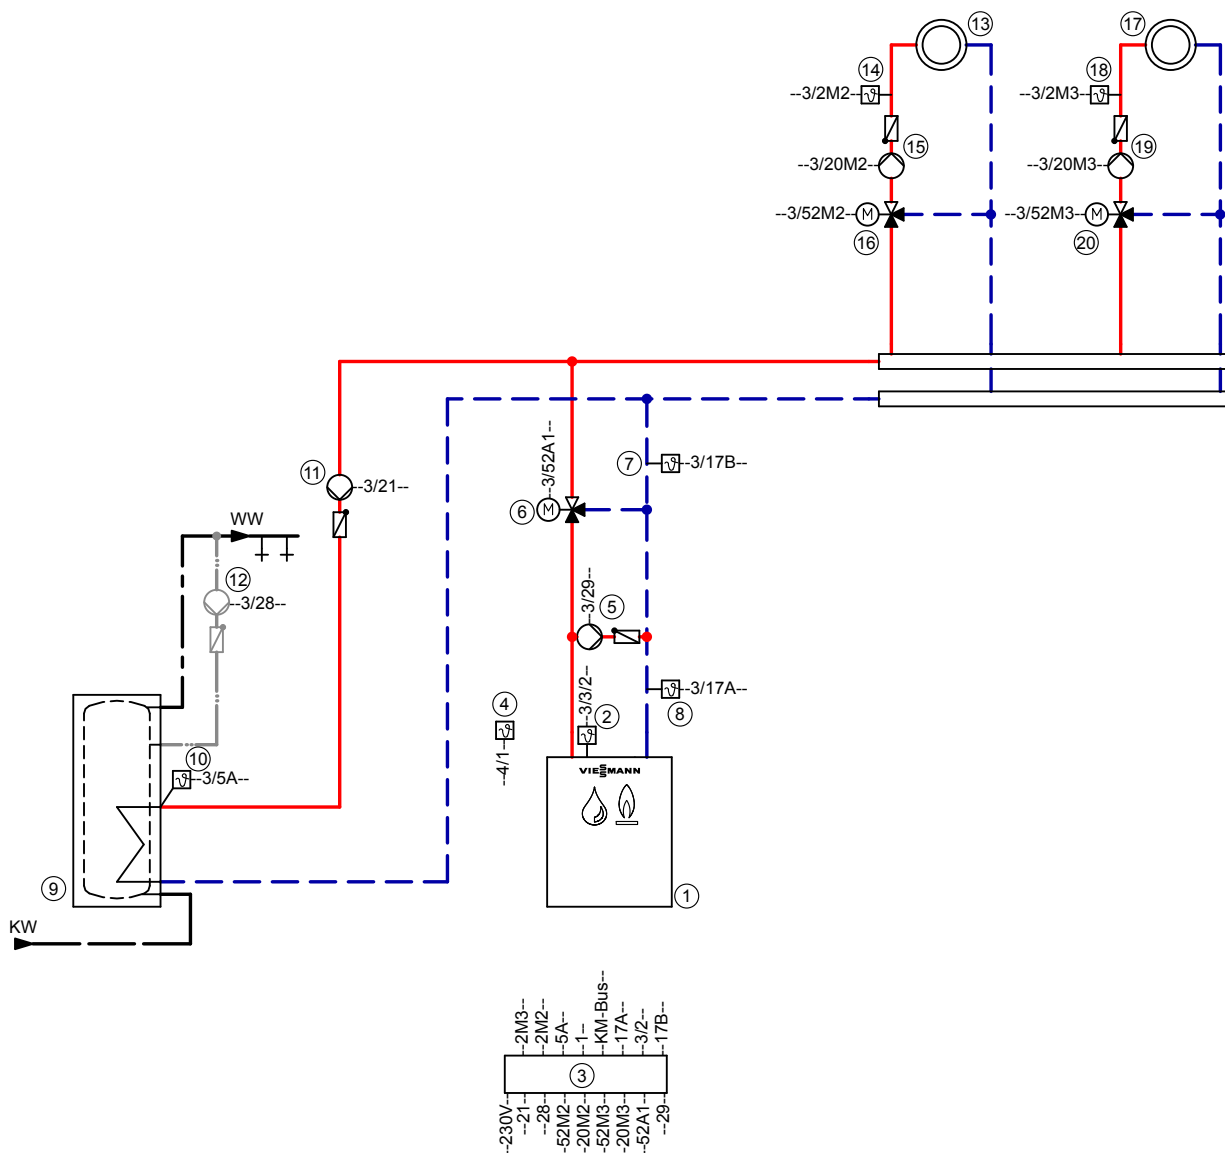 13
17
14
18
--3/2M2--
--3/2M3--
15
19
--3/20M2--
--3/20M3--
--3/52M2--
M
--3/52M3--
M
16
20
--3/52A1--
7
--3/17B--
11
--3/21--
6
M
WW
12
--3/28--
--3/29--
5
--3/3/2--
--3/17A--
4
2
8
--4/1--
10
--3/5A--
VIESMANN
9
1
KW
--2M3--
--2M2--
--5A--
--1--
--KM-Bus--
--17A--
--3/2--
--17B--
3
--230V--
--21--
--28--
-52M2--
-20M2--
-52M3--
-20M3--
--52A1--
--29--